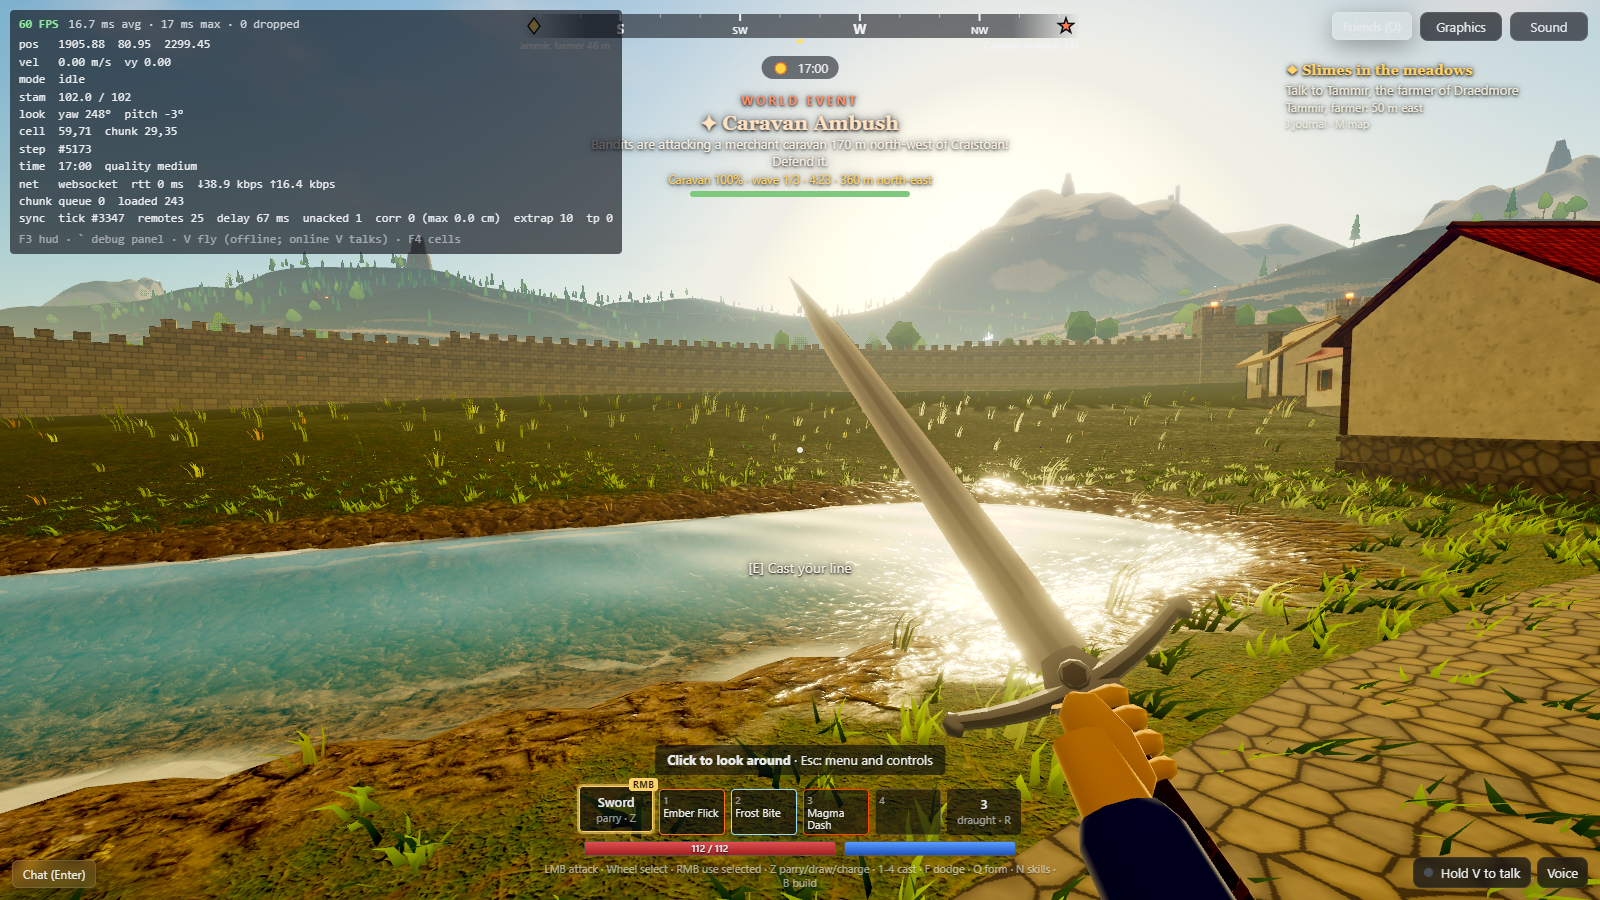 60 FPS 16.7 ms avg · 17 ms max · 0 dropped
pos 1905.88 80.95 2299.45
vel 0.00 m/s vy 0.00
mode idle
stam 102.0 / 102
look yaw 248° pitch -3°
cell 59,71 chunk 29,35
step #5173
time 17:00 quality medium
net websocket rtt 0 ms ↓38.9 kbps ↑16.4 kbps
chunk queue 0 loaded 243
sync tick #3347 remotes 25 delay 67 ms unacked 1 corr 0 (max 0.0 cm) extrap 10 tp 0
F3 hud · ` debug panel · V fly (offline; online V talks) · F4 cells
S SW W NW
Tammir, farmer 46 m
17:00
WORLD EVENT
✦ Caravan Ambush
Bandits are attacking a merchant caravan 170 m north-west of Craistoan!
Defend it.
Caravan 100% · wave 1/3 · 4:23 · 360 m north-east
Friends (O)
Graphics
Sound
◆ Slimes in the meadows
Talk to Tammir, the farmer of Draedmore
Tammir, farmer: 50 m east
J journal · M map
[E] Cast your line
Click to look around · Esc: menu and controls
RMB
Sword
parry · Z
1
Ember Flick
2
Frost Bite
3
Magma
Dash
4
3
draught · R
112 / 112
LMB attack · Wheel select · RMB use selected · Z parry/draw/charge · 1-4 cast · F dodge · Q form · N skills ·
B build
Chat (Enter)
Hold V to talk
Voice